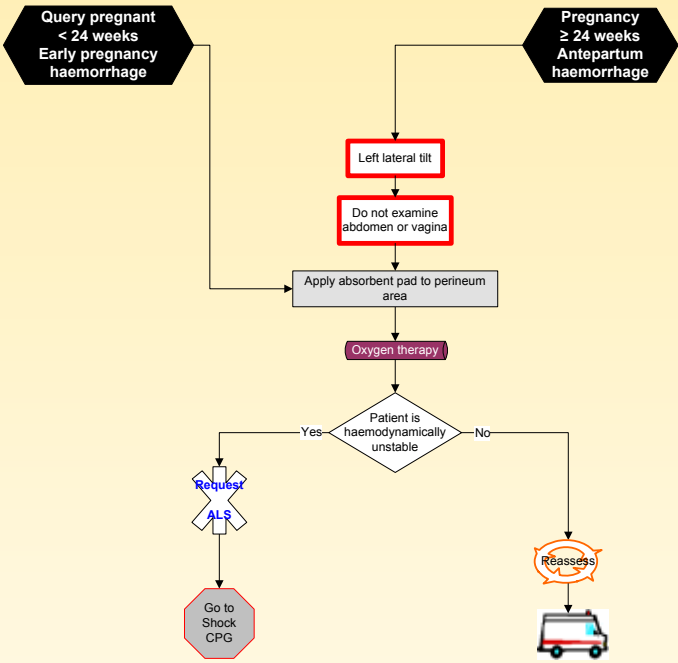 Query pregnant
< 24 weeks
Early pregnancy
haemorrhage
Pregnancy
≥ 24 weeks
Antepartum
haemorrhage
Left lateral tilt
Do not examine
abdomen or vagina
Apply absorbent pad to perineum
area
Oxygen therapy
Patient is
haemodynamically
unstable
Yes
No
Request
ALS
Reassess
Go to
Shock
CPG